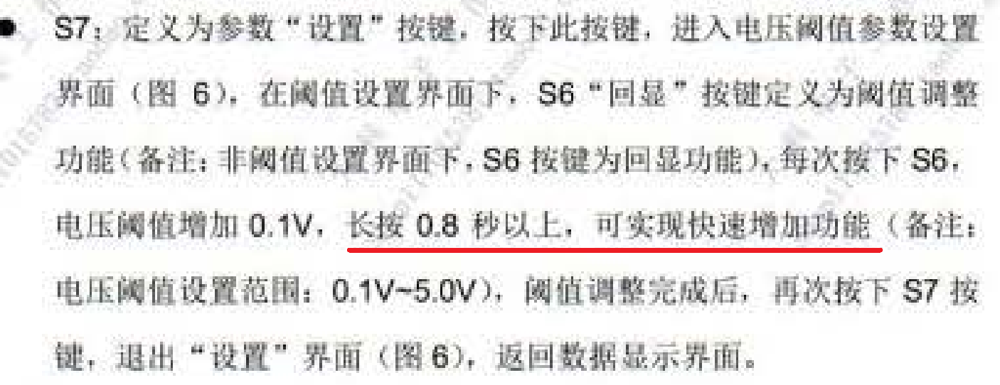 ● S7：定义为参数“设置”按键，按下此按键，进入电压阈值参数设置
界面（图 6），在阈值设置界面下，S6“回显”按键定义为阈值调整
功能（备注：非阈值设置界面下，S6 按键为回显功能），每次按下 S6，
电压阈值增加 0.1V，长按 0.8 秒以上，可实现快速增加功能（备注：
电压阈值设置范围：0.1V~5.0V），阈值调整完成后，再次按下 S7 按
键，退出“设置”界面（图 6），返回数据显示界面。